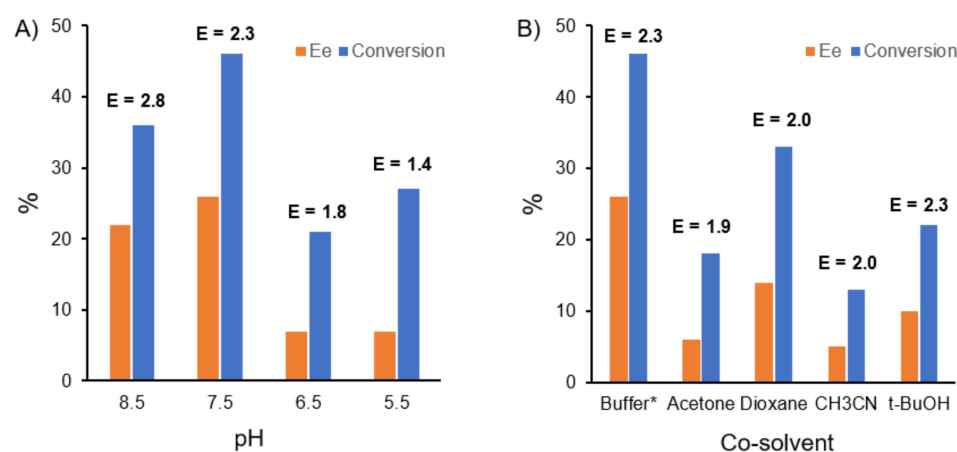 A)
50
40
30
20
10
0
%
Ee Conversion
E = 2.8
E = 2.3
E = 1.8
E = 1.4
8.5 7.5 6.5 5.5
pH
B)
50
40
30
20
10
0
%
Ee Conversion
E = 2.3
E = 1.9
E = 2.0
E = 2.0
E = 2.3
Buffer* Acetone Dioxane CH3CN t-BuOH
Co-solvent